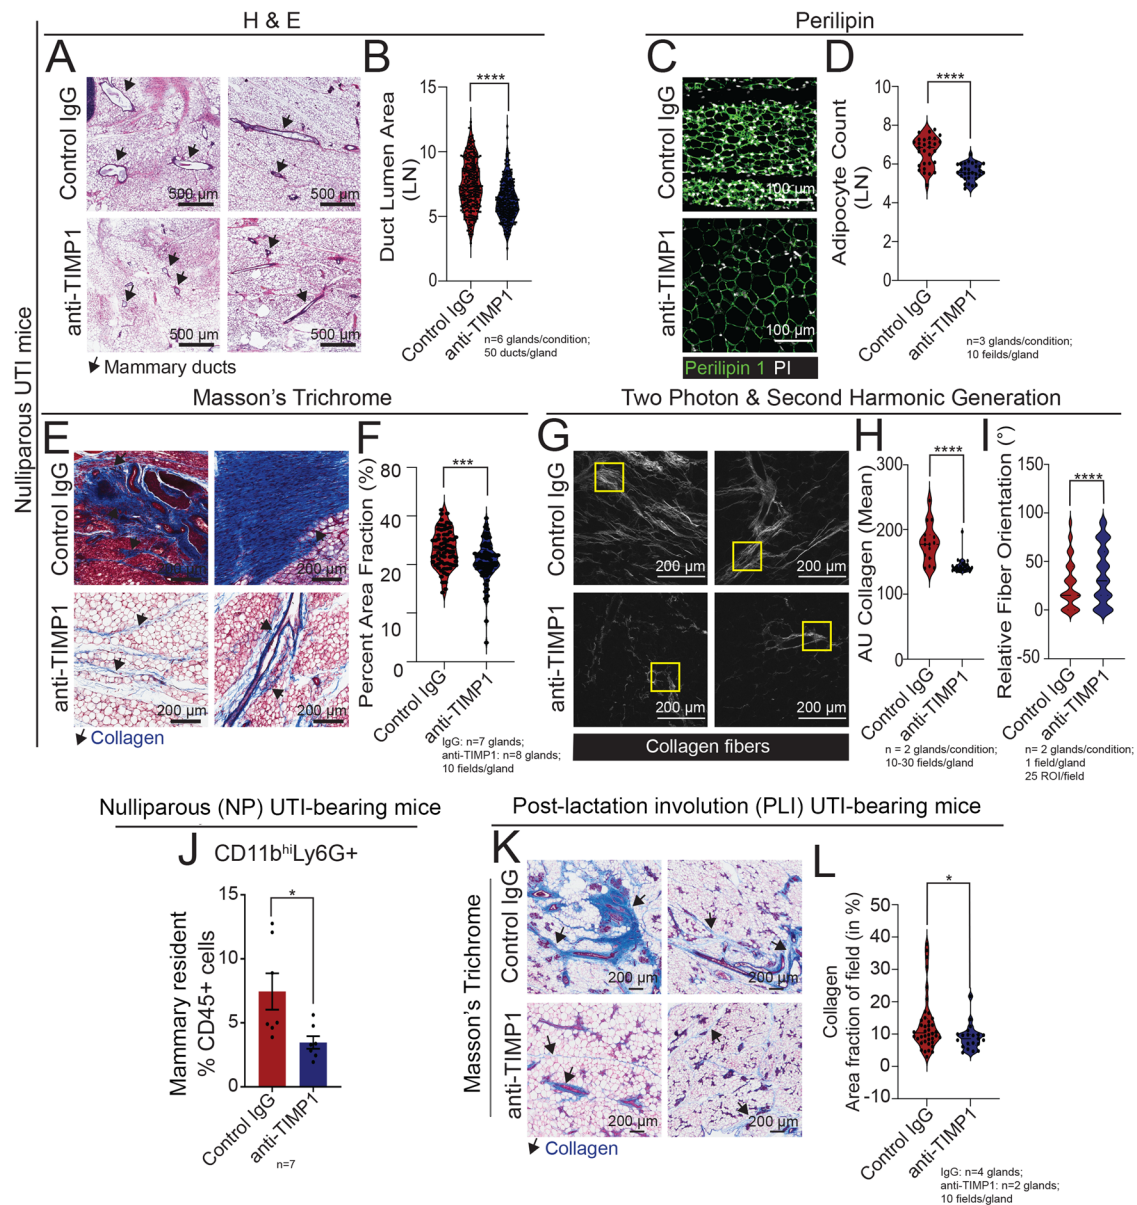 H & E
Perilipin
Nulliparous UTI mice
A
Control IgG
anti-TIMP1
500 µm
500 µm
500 µm
500 µm
Mammary ducts
B
Duct Lumen Area
(LN)
15
10
5
0
****
Control IgG
anti-TIMP1
n=6 glands/condition;
50 ducts/gland
C
Control IgG
anti-TIMP1
100 µm
100 µm
Perilipin 1 PI
D
Adipocyte Count
(LN)
10
8
6
4
2
0
****
Control IgG
anti-TIMP1
n=3 glands/condition;
10 feilds/gland
Masson's Trichrome
Two Photon & Second Harmonic Generation
E
Control IgG
anti-TIMP1
200 µm
200 µm
200 µm
200 µm
Collagen
F
Percent Area Fraction (%)
80
40
20
10
0
***
Control IgG
anti-TIMP1
IgG: n=7 glands;
anti-TIMP1: n=8 glands;
10 fields/gland
G
Control IgG
anti-TIMP1
200 µm
200 µm
200 µm
200 µm
Collagen fibers
H
AU Collagen (Mean)
300
200
100
0
****
Control IgG
anti-TIMP1
n = 2 glands/condition;
10-30 fields/gland
I
Relative Fiber Orientation (°)
150
100
50
0
-50
****
Control IgG
anti-TIMP1
n= 2 glands/condition;
1 field/gland
25 ROI/field
Nulliparous (NP) UTI-bearing mice
Post-lactation involution (PLI) UTI-bearing mice
J
CD11bhiLy6G+
Mammary resident
% CD45+ cells
15
10
5
0
*
Control IgG
anti-TIMP1
n=7
K
Masson's Trichrome
Control IgG
anti-TIMP1
200 µm
200 µm
200 µm
200 µm
Collagen
L
Collagen
Area fraction of field (in %)
50
40
30
20
10
0
-10
*
Control IgG
anti-TIMP1
IgG: n=4 glands;
anti-TIMP1: n=2 glands;
10 fields/gland